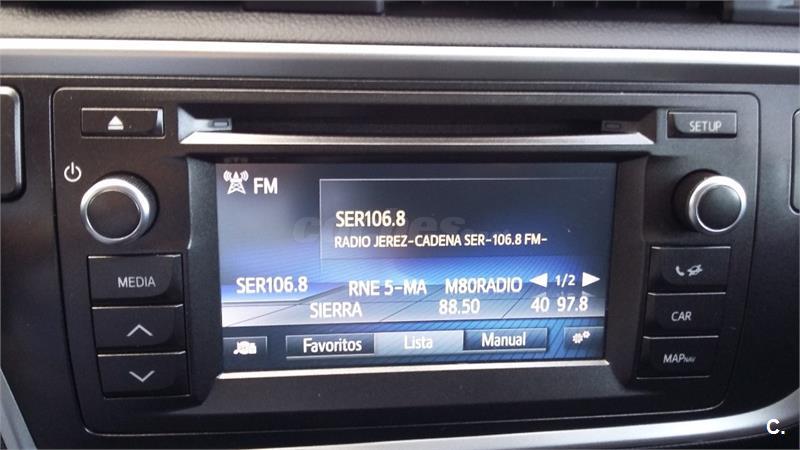 SETUP
FM
SER106.8
RADIO JEREZ-CADENA SER-106.8 FM-
SER106.8 RNE 5-MA M80RADIO 1/2
SIERRA 88.50 40 97.8
Favoritos Lista Manual
MEDIA
CAR
MAP NAV
C.